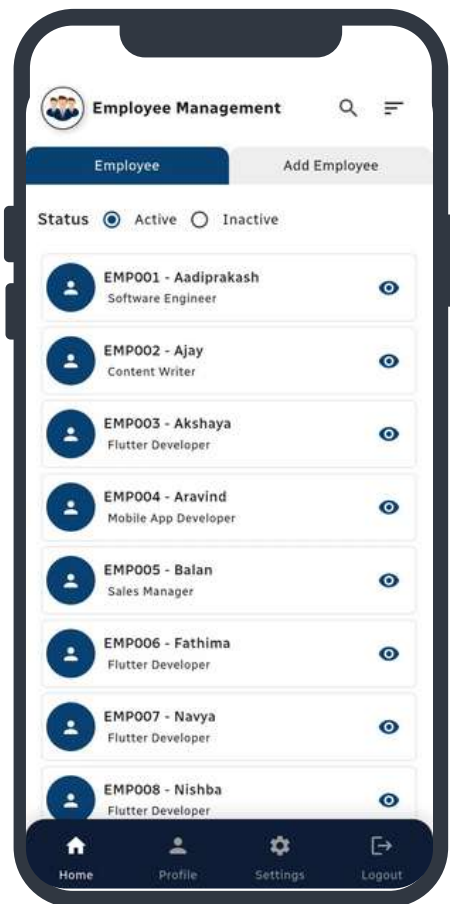 Employee Management
Employee Add Employee
Status Active Inactive
EMP001 - Aadiprakash
Software Engineer
EMP002 - Ajay
Content Writer
EMP003 - Akshaya
Flutter Developer
EMP004 - Aravind
Mobile App Developer
EMP005 - Balan
Sales Manager
EMP006 - Fathima
Flutter Developer
EMP007 - Navya
Flutter Developer
EMP008 - Nishba
Flutter Developer
Home Profile Settings Logout